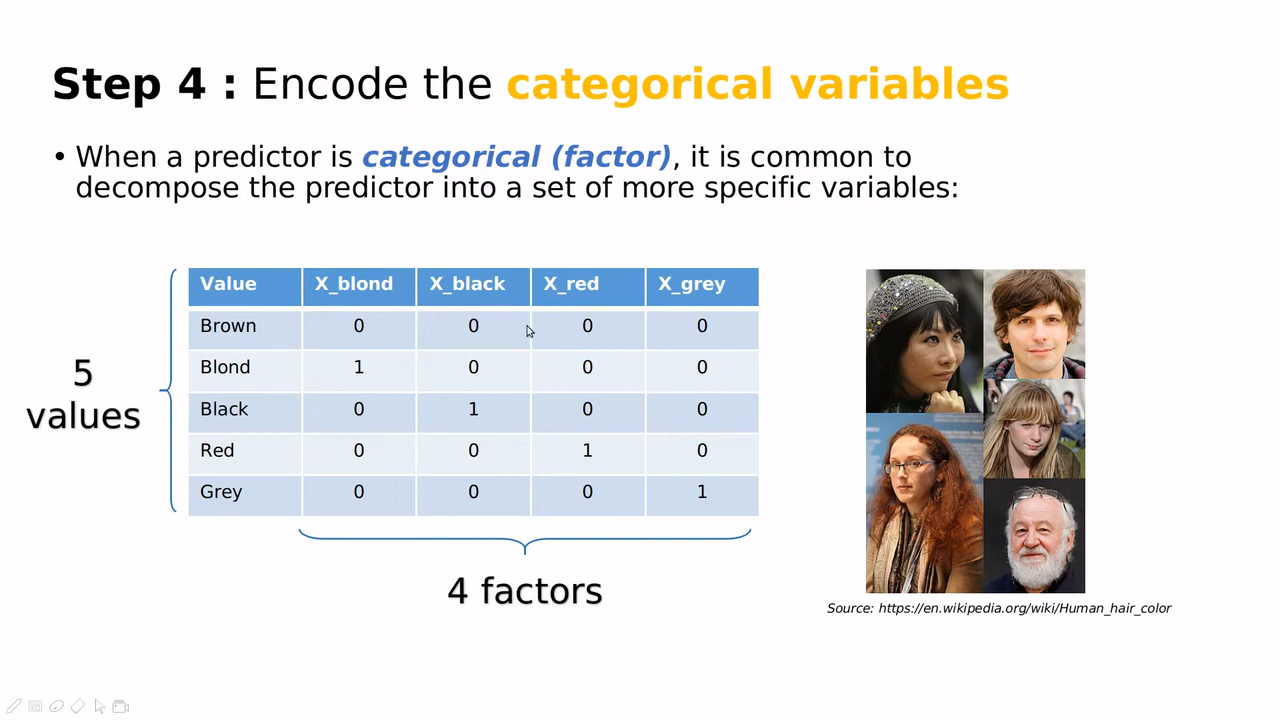 Step 4 : Encode the categorical variables
• When a predictor is categorical (factor), it is common to
decompose the predictor into a set of more specific variables:
5
values
Value X_blond X_black X_red X_grey
Brown 0 0 0 0
Blond 1 0 0 0
Black 0 1 0 0
Red 0 0 1 0
Grey 0 0 0 1
4 factors
Source: https://en.wikipedia.org/wiki/Human_hair_color